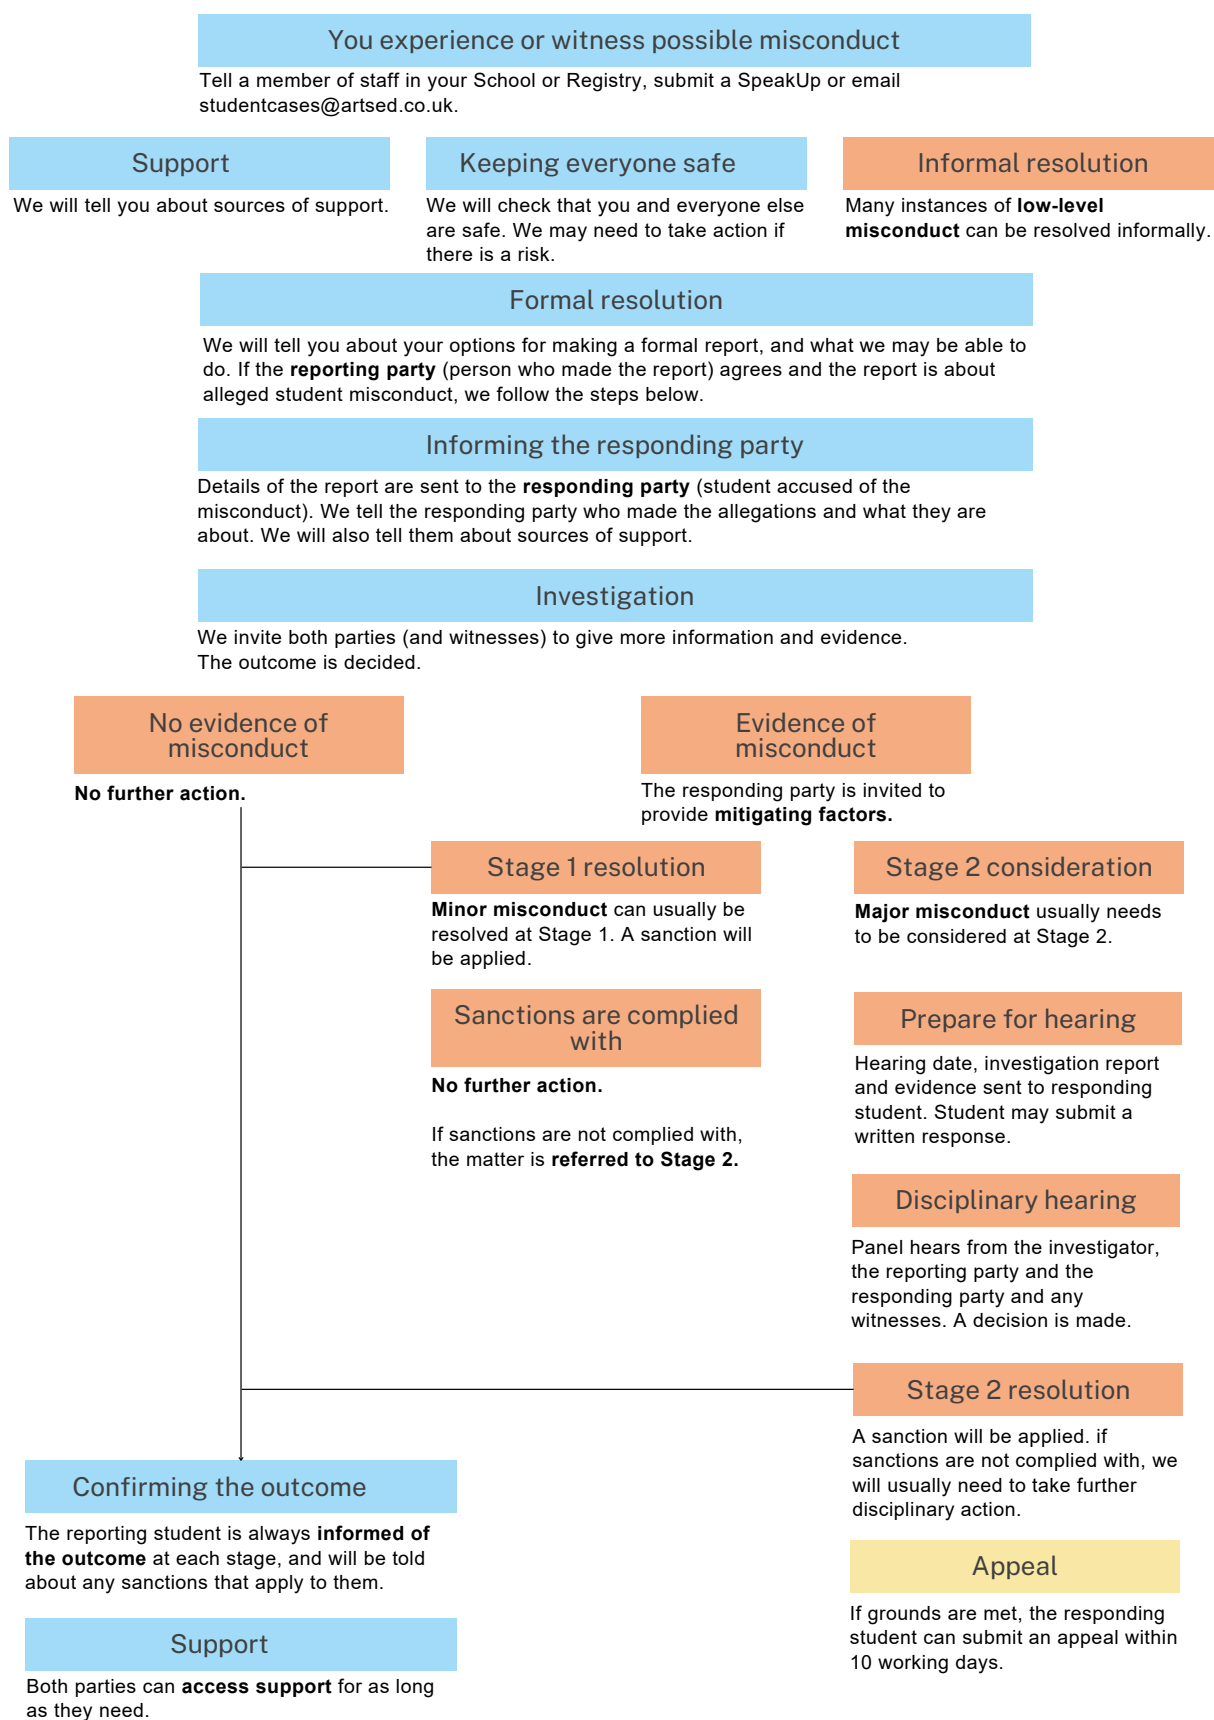 You experience or witness possible misconduct
Tell a member of staff in your School or Registry, submit a SpeakUp or email
studentcases@artsed.co.uk.
Support
We will tell you about sources of support.
Keeping everyone safe
We will check that you and everyone else
are safe. We may need to take action if
there is a risk.
Informal resolution
Many instances of low-level
misconduct can be resolved informally.
Formal resolution
We will tell you about your options for making a formal report, and what we may be able to
do. If the reporting party (person who made the report) agrees and the report is about
alleged student misconduct, we follow the steps below.
Informing the responding party
Details of the report are sent to the responding party (student accused of the
misconduct). We tell the responding party who made the allegations and what they are
about. We will also tell them about sources of support.
Investigation
We invite both parties (and witnesses) to give more information and evidence.
The outcome is decided.
No evidence of
misconduct
No further action.
Evidence of
misconduct
The responding party is invited to
provide mitigating factors.
Stage 1 resolution
Minor misconduct can usually be
resolved at Stage 1. A sanction will
be applied.
Sanctions are complied
with
No further action.
If sanctions are not complied with,
the matter is referred to Stage 2.
Stage 2 consideration
Major misconduct usually needs
to be considered at Stage 2.
Prepare for hearing
Hearing date, investigation report
and evidence sent to responding
student. Student may submit a
written response.
Disciplinary hearing
Panel hears from the investigator,
the reporting party and the
responding party and any
witnesses. A decision is made.
Stage 2 resolution
A sanction will be applied. if
sanctions are not complied with, we
will usually need to take further
disciplinary action.
Appeal
If grounds are met, the responding
student can submit an appeal within
10 working days.
Confirming the outcome
The reporting student is always informed of
the outcome at each stage, and will be told
about any sanctions that apply to them.
Support
Both parties can access support for as long
as they need.